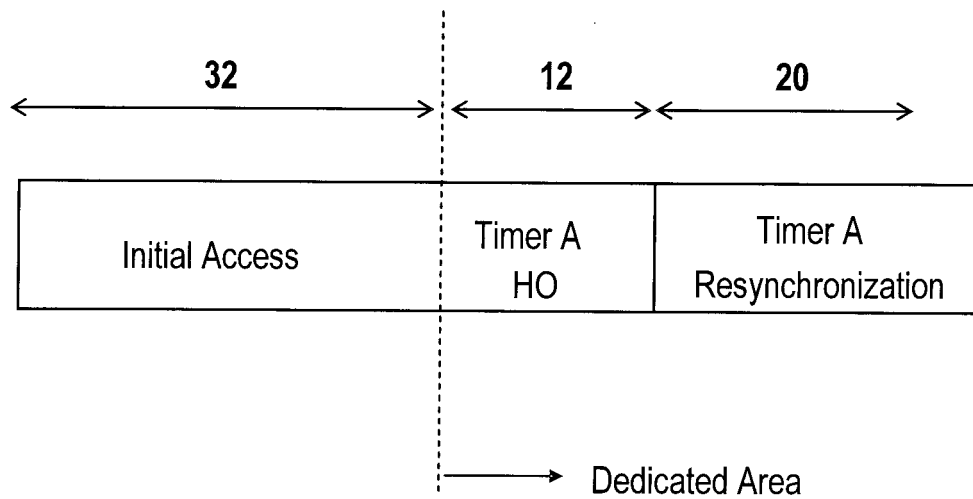 32 12 20
Initial Access
Timer A
HO
Timer A
Resynchronization
Dedicated Area